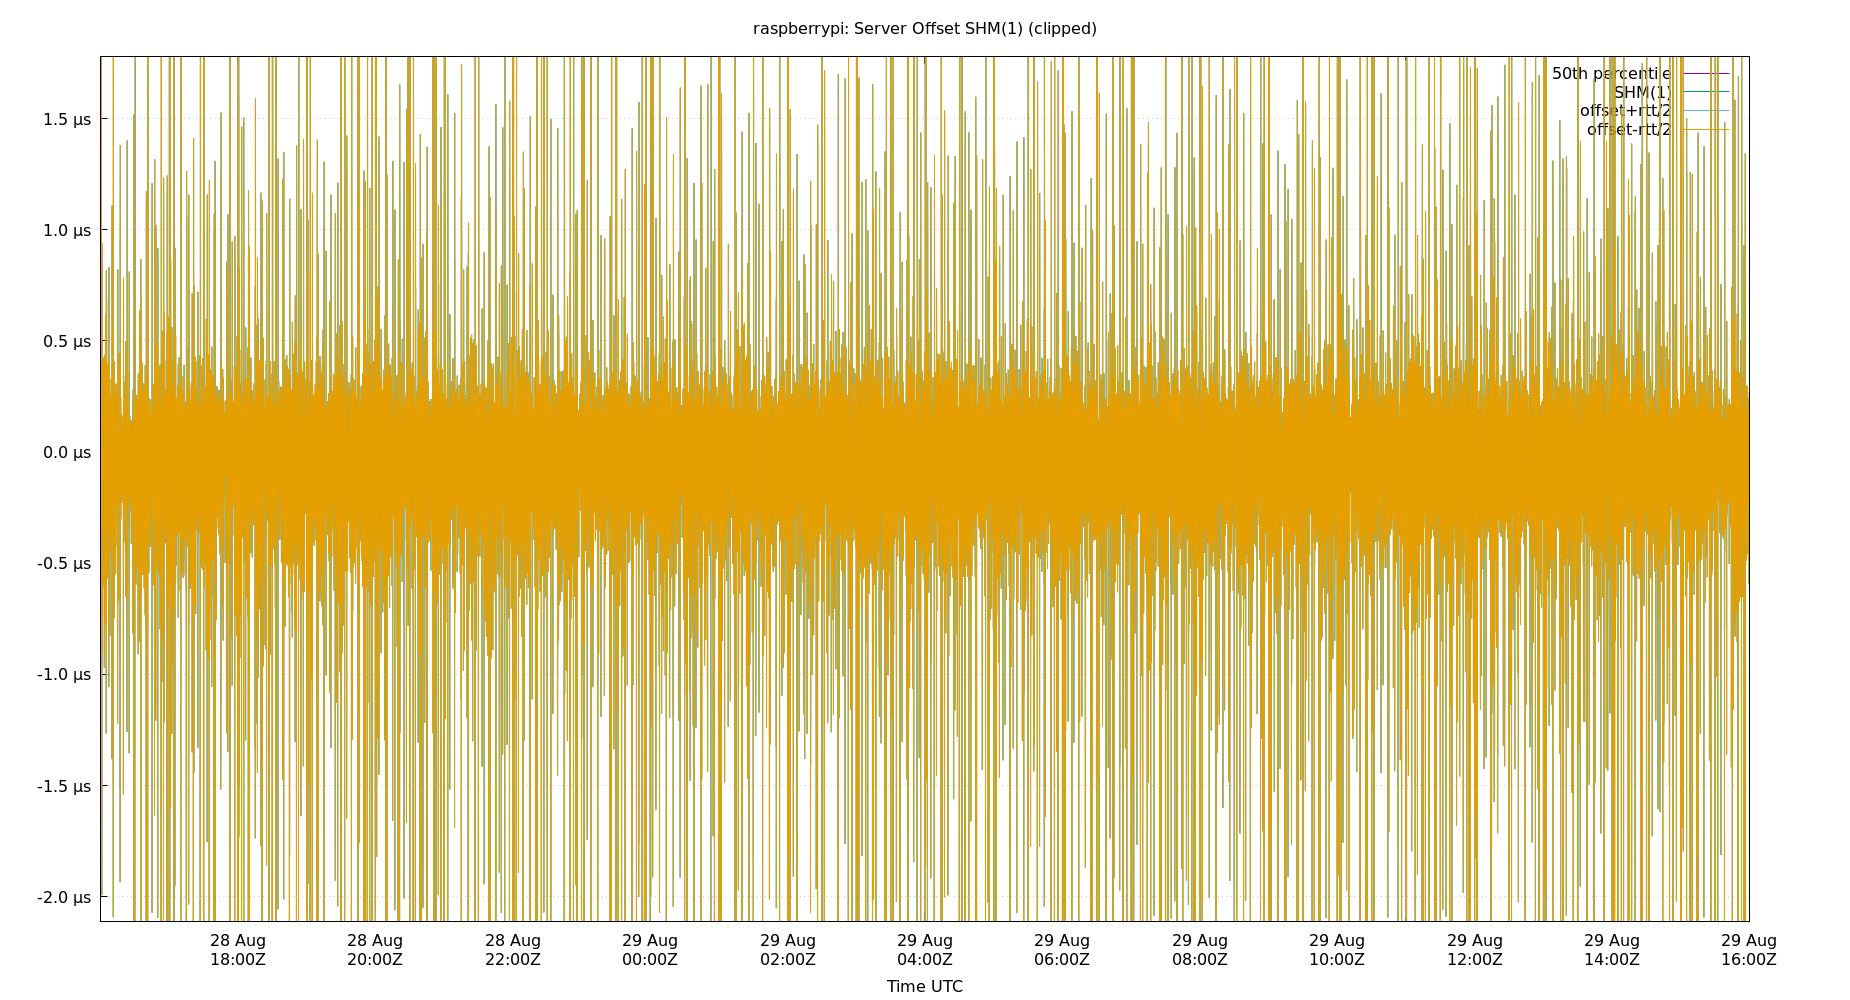 raspberrypi: Server Offset SHM(1) (clipped)
50th percentile
SHM(1)
offset+rtt/2
offset-rtt/2
1.5 µs
1.0 µs
0.5 µs
0.0 µs
-0.5 µs
-1.0 µs
-1.5 µs
-2.0 µs
28 Aug 28 Aug 28 Aug 29 Aug 29 Aug 29 Aug 29 Aug 29 Aug 29 Aug 29 Aug 29 Aug 29 Aug
18:00Z 20:00Z 22:00Z 00:00Z 02:00Z 04:00Z 06:00Z 08:00Z 10:00Z 12:00Z 14:00Z 16:00Z
Time UTC